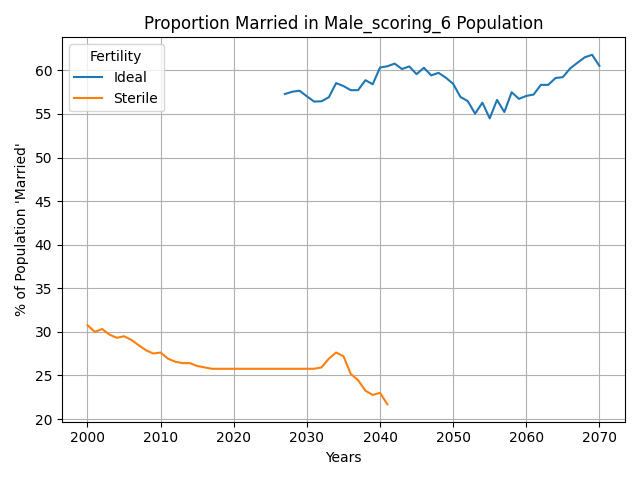 Proportion Married in Male_scoring_6 Population
Fertility
Ideal
Sterile
% of Population 'Married'
60
55
50
45
40
35
30
25
20
2000 2010 2020 2030 2040 2050 2060 2070
Years